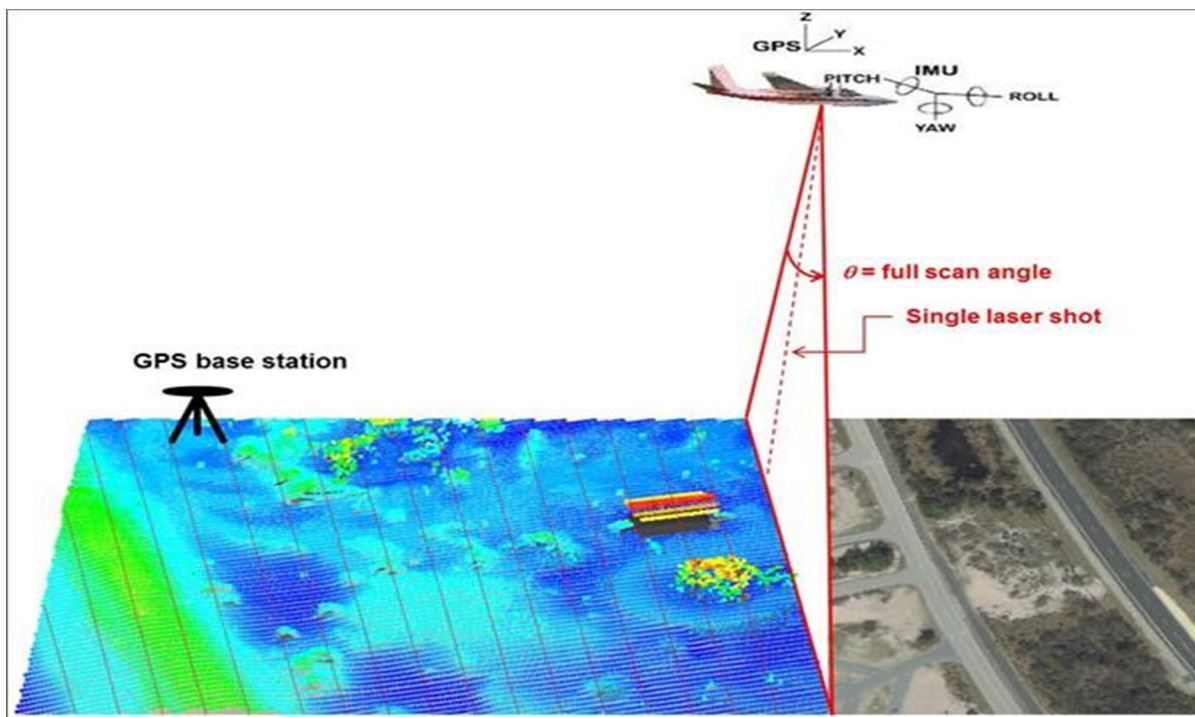 Z
Y
GPS
X
PITCH
IMU
ROLL
YAW
θ = full scan angle
Single laser shot
GPS base station